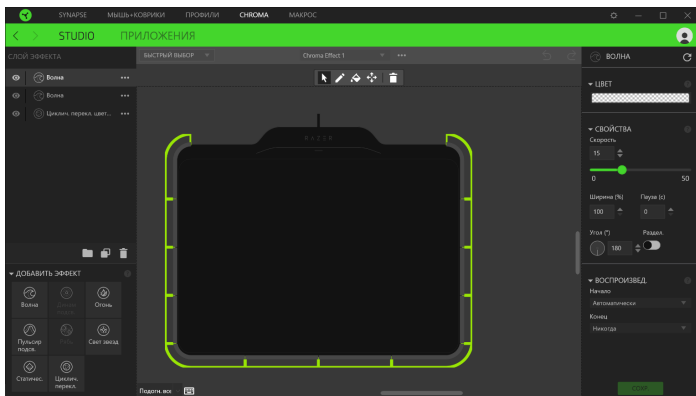 SYNAPSE МЫШЬ+КОВРИКИ ПРОФИЛИ CHROMA МАКРОС
STUDIO ПРИЛОЖЕНИЯ
СЛОЙ ЭФФЕКТА БЫСТРЫЙ ВЫБОР Chroma Effect 1 ВОЛНА
Волна
Волна
Циклич. перекл. цвет...
RAZER
ЦВЕТ
СВОЙСТВА
Скорость
15
0 50
Ширина (%) Пауза (с)
100 0
Угол (°) Раздел.
180
ДОБАВИТЬ ЭФФЕКТ
Волна Огонь
Пульсир подсв. Свет звезд
Статичес. Циклич. перекл.
ВОСПРОИЗВЕД.
Начало
Автоматически
Конец
Никогда
Подогн. все
СОХР.